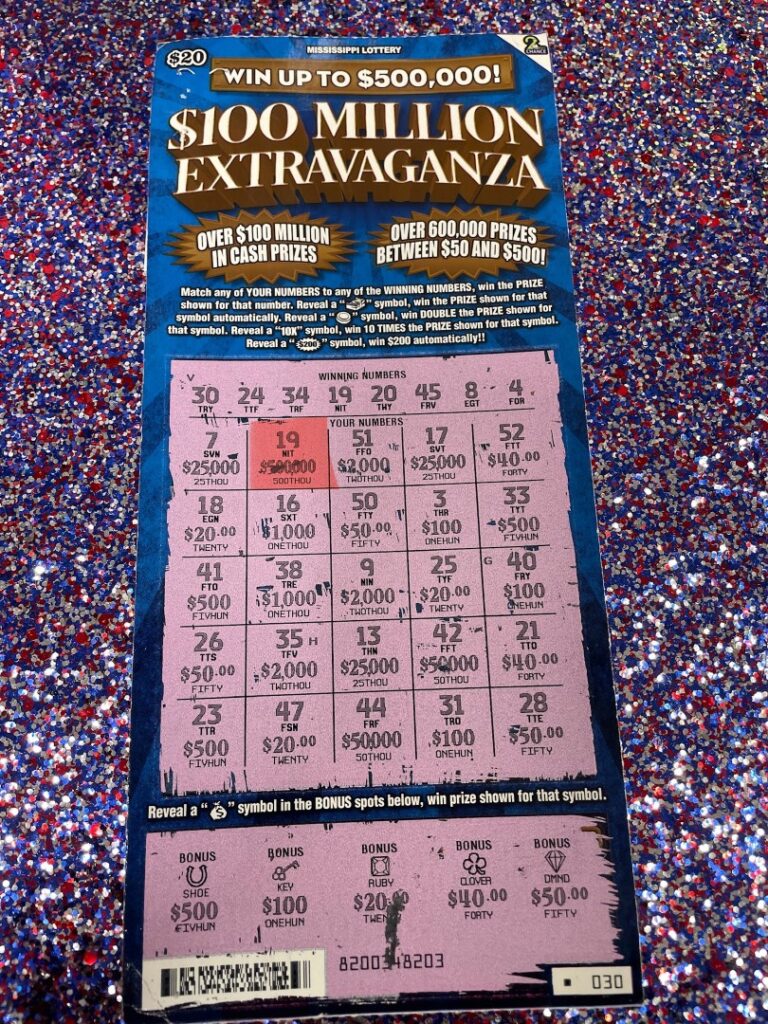 MISSISSIPPI LOTTERY
$20
2ND CHANCE
WIN UP TO $500,000!
$100 MILLION
EXTRAVAGANZA
OVER $100 MILLION
IN CASH PRIZES
OVER 600,000 PRIZES
BETWEEN $50 AND $500!
Match any of YOUR NUMBERS to any of the WINNING NUMBERS, win the PRIZE
shown for that number. Reveal a " " symbol, win the PRIZE shown for that
symbol automatically. Reveal a " " symbol, win DOUBLE the PRIZE shown for
that symbol. Reveal a "10X" symbol, win 10 TIMES the PRIZE shown for that symbol.
Reveal a "$200" symbol, win $200 automatically!!
V
WINNING NUMBERS
30 24 34 19 20 45 8 4
TRY TTF TRF NIT TWY FRV EGT FOR
YOUR NUMBERS
7 19 51 17 52
SVN NIT FFO SVT FTT
$25,000 $500,000 $2,000 $25,000 $40.00
25THOU 500THOU TWOTHOU 25THOU FORTY
18 16 50 3 33
EGN SXT FTY THR TYT
$20.00 $1,000 $50.00 $100 $500
TWENTY ONETHOU FIFTY ONEHUN FIVHUN
41 38 9 25 G 40
FTO TRE NIN TYF FRY
$500 $1,000 $2,000 $20.00 $100
FIVHUN ONETHOU TWOTHOU TWENTY ONEHUN
26 35 H 13 42 21
TTS TFV THN FFT TTO
$50.00 $2,000 $25,000 $50,000 $40.00
FIFTY TWOTHOU 25THOU 50THOU FORTY
23 47 44 31 28
TTR FSN FRF TRO TTE
$500 $20.00 $50,000 $100 $50.00
FIVHUN TWENTY 50THOU ONEHUN FIFTY
Reveal a " " symbol in the BONUS spots below, win prize shown for that symbol.
BONUS BONUS BONUS BONUS BONUS
SHOE KEY RUBY CLOVER DMND
$500 $100 $20.00 $40.00 $50.00
FIVHUN ONEHUN FORTY FIFTY
030